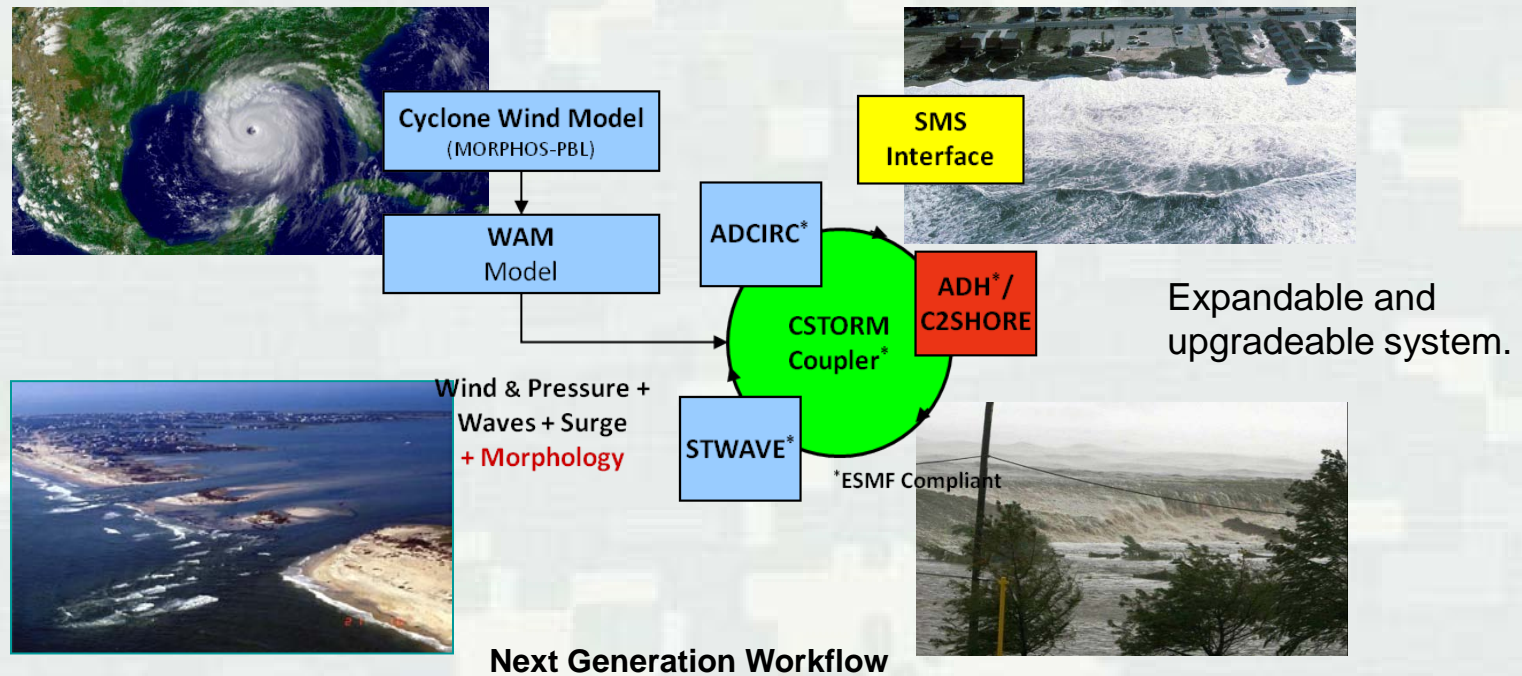 Cyclone Wind Model
(MORPHOS-PBL)
WAM
Model
SMS
Interface
ADCIRC*
ADH*/
C2SHORE
CSTORM
Coupler*
STWAVE*
*ESMF Compliant
Wind & Pressure +
Waves + Surge
+ Morphology
Expandable and
upgradeable system.
Next Generation Workflow